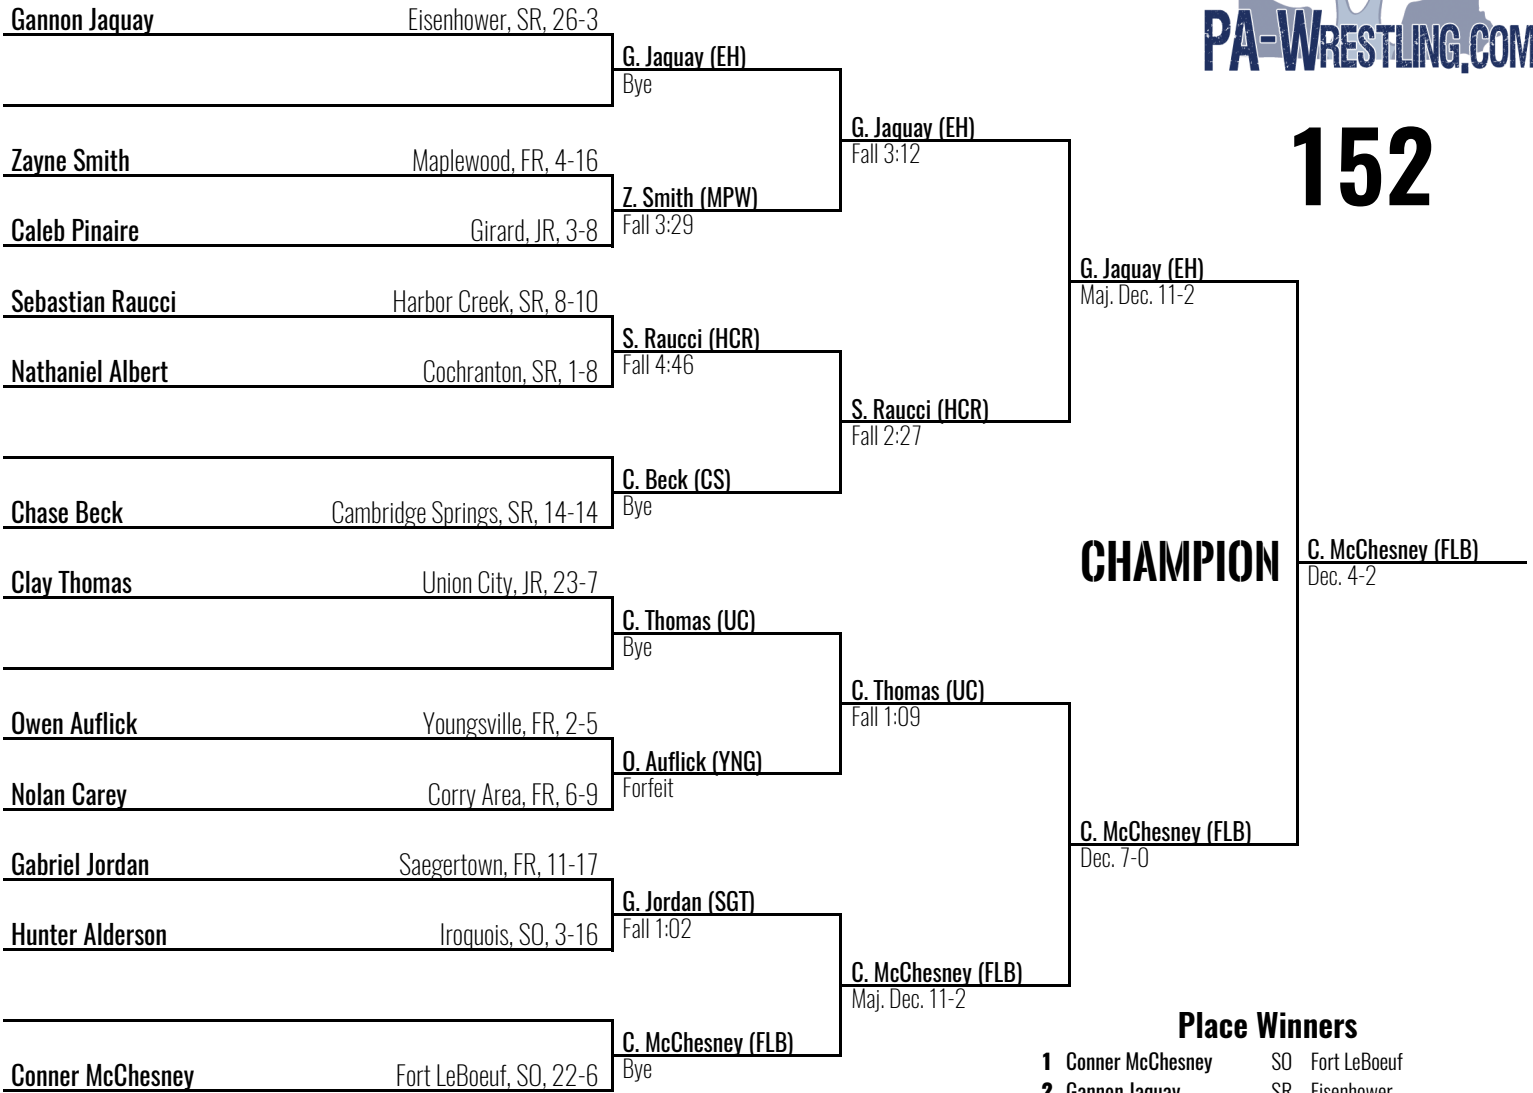 Gannon Jaquay Eisenhower, SR, 26-3
PA-WRESTLING.COM
G. Jaquay (EH)
Bye
152
G. Jaquay (EH)
Fall 3:12
Zayne Smith Maplewood, FR, 4-16
Z. Smith (MPW)
Fall 3:29
Caleb Pinaire Girard, JR, 3-8
G. Jaquay (EH)
Maj. Dec. 11-2
Sebastian Raucci Harbor Creek, SR, 8-10
S. Raucci (HCR)
Fall 4:46
Nathaniel Albert Cochranton, SR, 1-8
S. Raucci (HCR)
Fall 2:27
C. Beck (CS)
Bye
Chase Beck Cambridge Springs, SR, 14-14
CHAMPION
C. McChesney (FLB)
Dec. 4-2
Clay Thomas Union City, JR, 23-7
C. Thomas (UC)
Bye
C. Thomas (UC)
Fall 1:09
Owen Auflick Youngsville, FR, 2-5
O. Auflick (YNG)
Forfeit
Nolan Carey Corry Area, FR, 6-9
C. McChesney (FLB)
Dec. 7-0
Gabriel Jordan Saegertown, FR, 11-17
G. Jordan (SGT)
Fall 1:02
Hunter Alderson Iroquois, SO, 3-16
C. McChesney (FLB)
Maj. Dec. 11-2
C. McChesney (FLB)
Bye
Conner McChesney Fort LeBoeuf, SO, 22-6
Place Winners
1 Conner McChesney SO Fort LeBoeuf
2 Gannon Jaquay SR Eisenhower